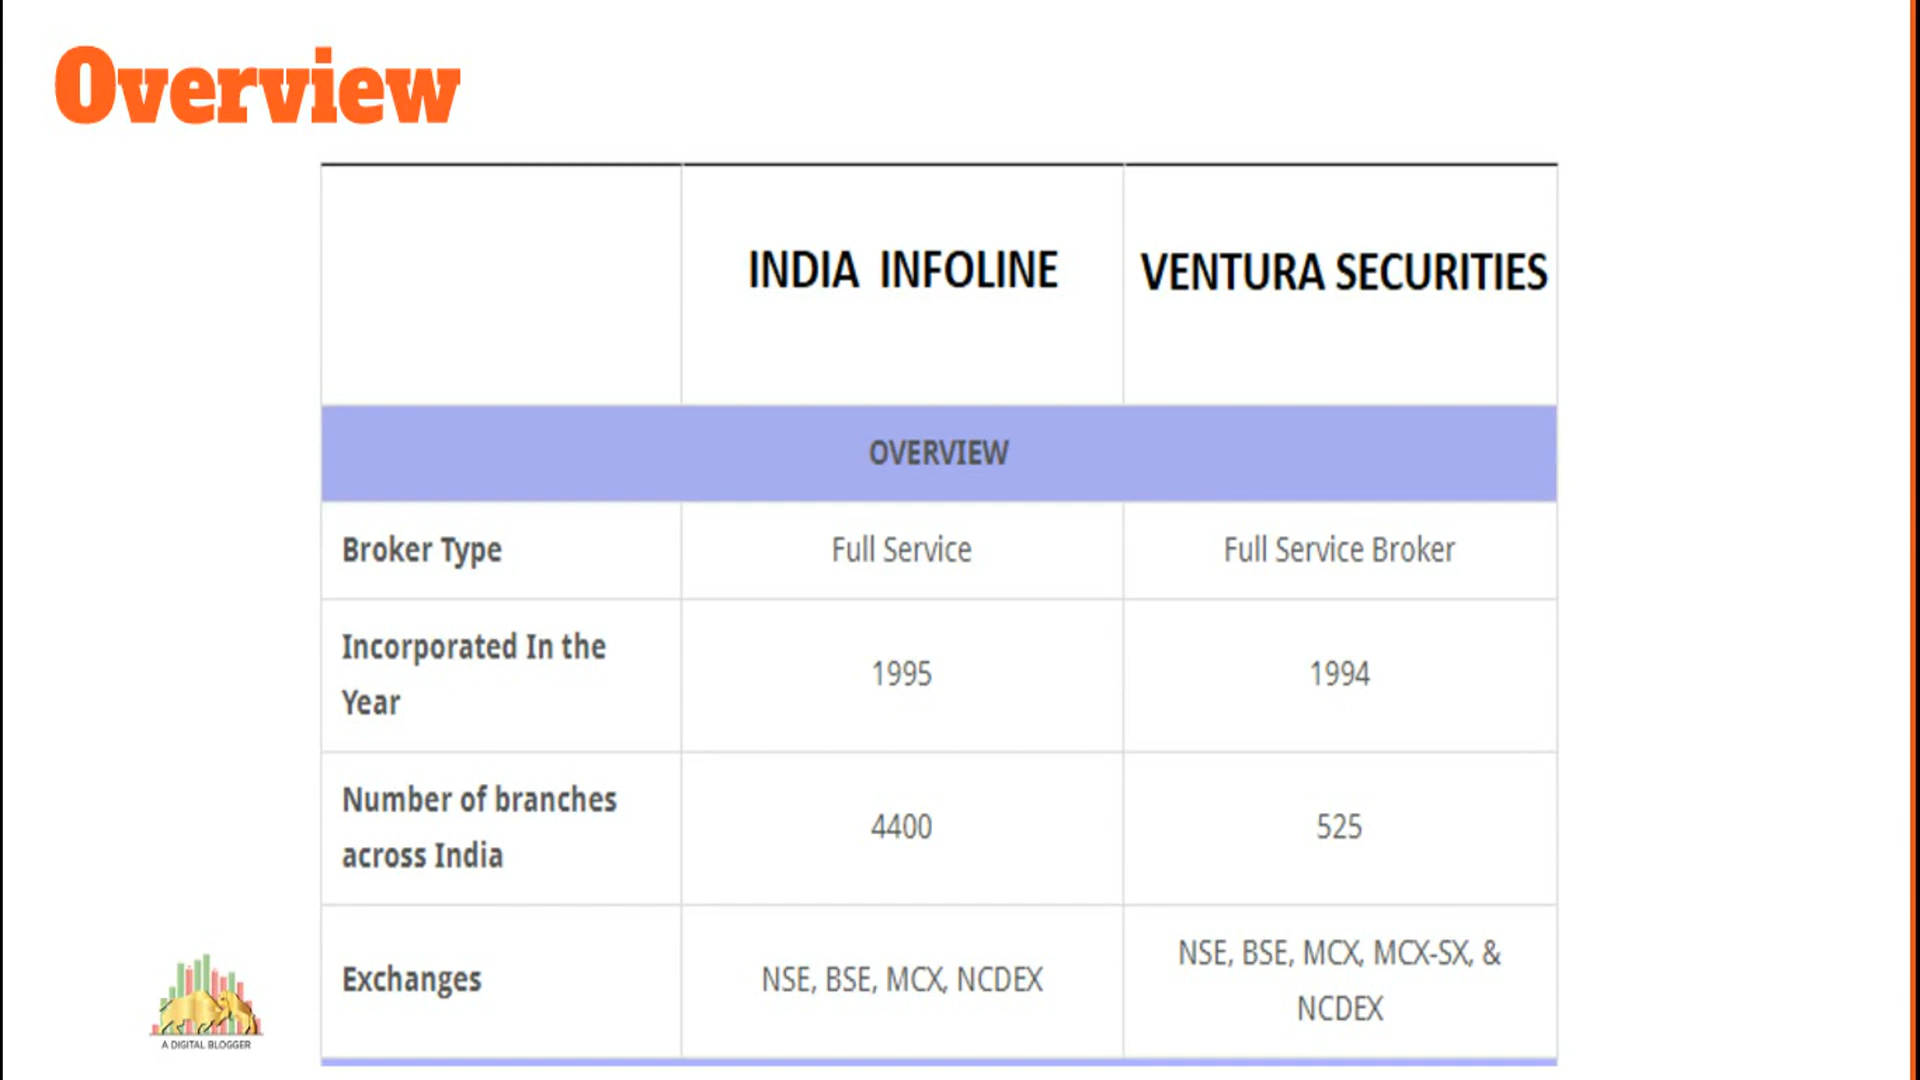 Overview
INDIA INFOLINE
VENTURA SECURITIES
OVERVIEW
Broker Type
Full Service
Full Service Broker
Incorporated In the
Year
1995
1994
Number of branches
across India
4400
525
Exchanges
NSE, BSE, MCX, NCDEX
NSE, BSE, MCX, MCX-SX, &
NCDEX
A DIGITAL BLOGGER